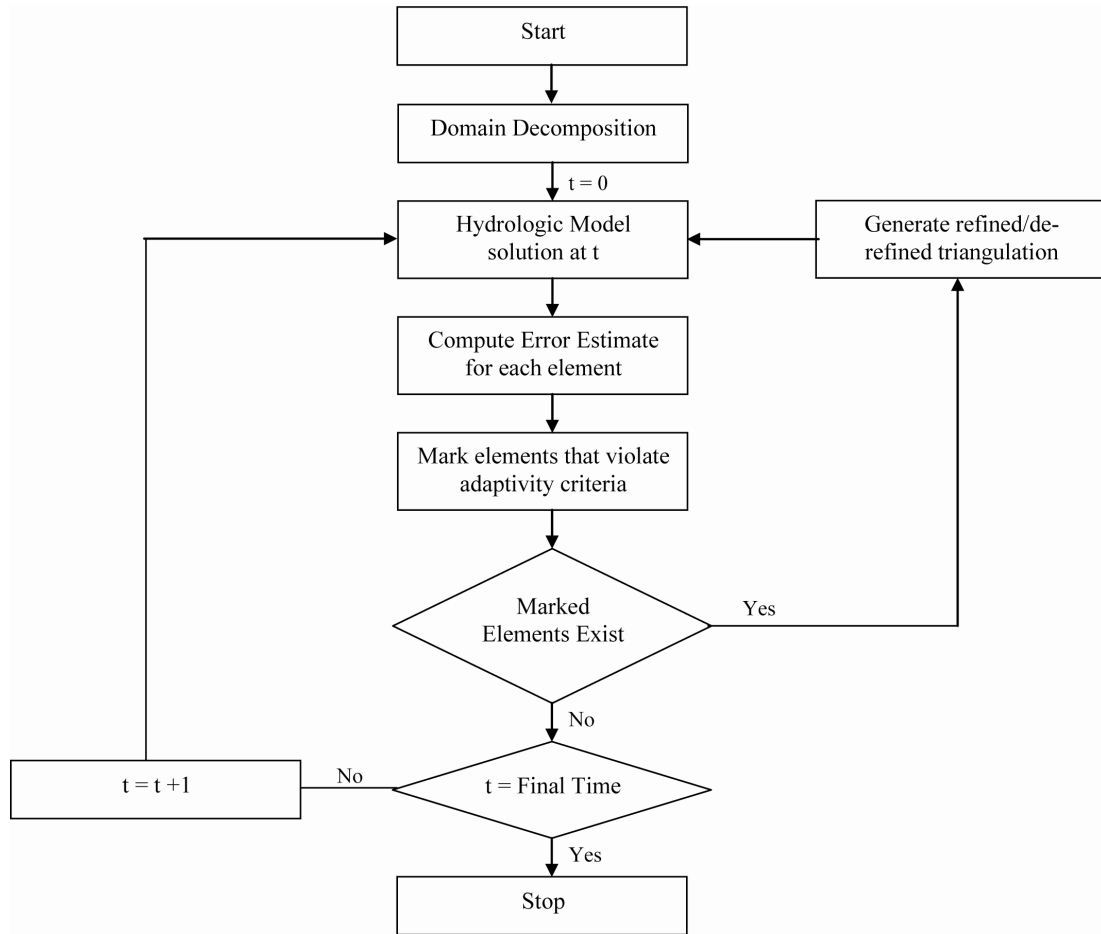 Start
Domain Decomposition
t = 0
Hydrologic Model
solution at t
Generate refined/de-
refined triangulation
Compute Error Estimate
for each element
Mark elements that violate
adaptivity criteria
Marked
Elements Exist
Yes
No
t = Final Time
No
t = t +1
Yes
Stop